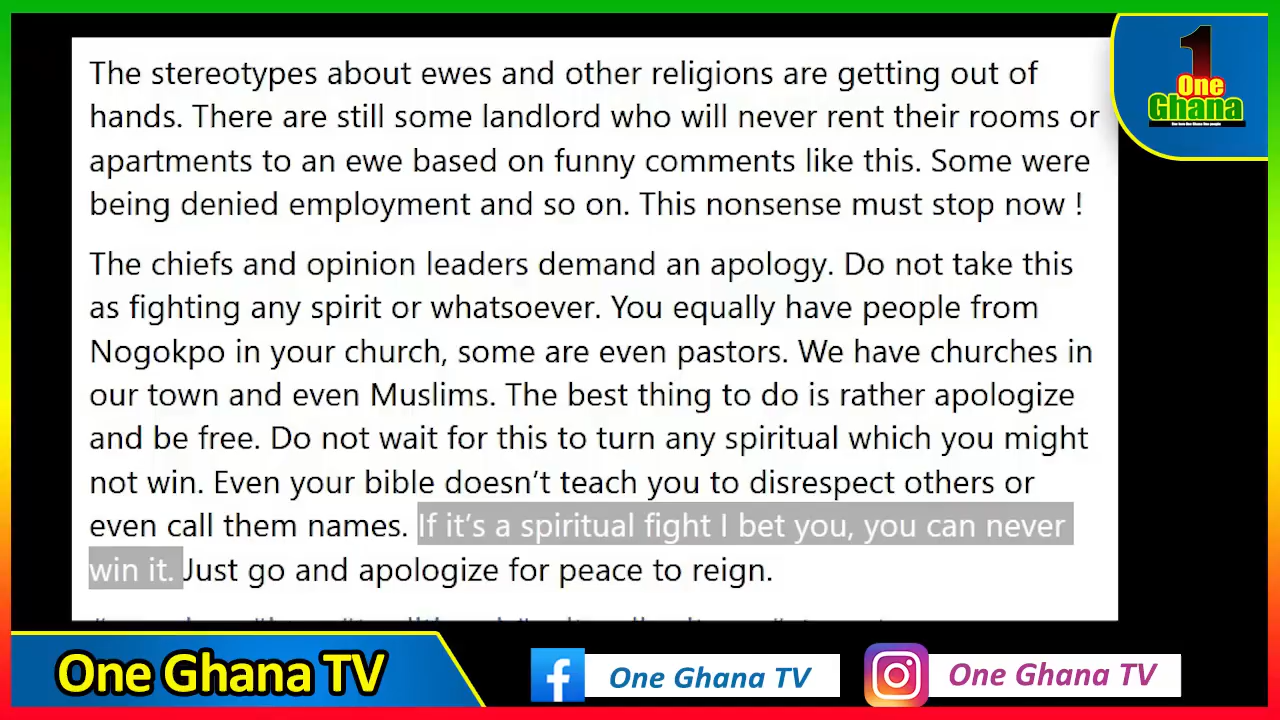 The stereotypes about ewes and other religions are getting out of
hands. There are still some landlord who will never rent their rooms or
apartments to an ewe based on funny comments like this. Some were
being denied employment and so on. This nonsense must stop now !
The chiefs and opinion leaders demand an apology. Do not take this
as fighting any spirit or whatsoever. You equally have people from
Nogokpo in your church, some are even pastors. We have churches in
our town and even Muslims. The best thing to do is rather apologize
and be free. Do not wait for this to turn any spiritual which you might
not win. Even your bible doesn’t teach you to disrespect others or
even call them names. If it’s a spiritual fight I bet you, you can never
win it. Just go and apologize for peace to reign.
1
One
Ghana
One Ghana TV
One Ghana TV
One Ghana TV